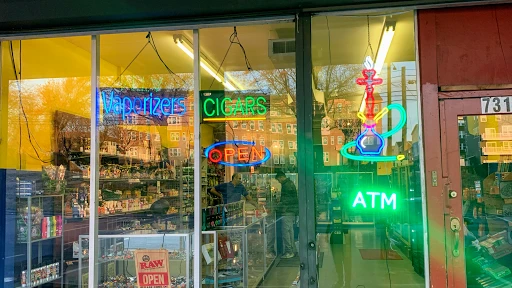 Vaporizers
CIGARS
OPEN
731
ATM
RAW
OPEN